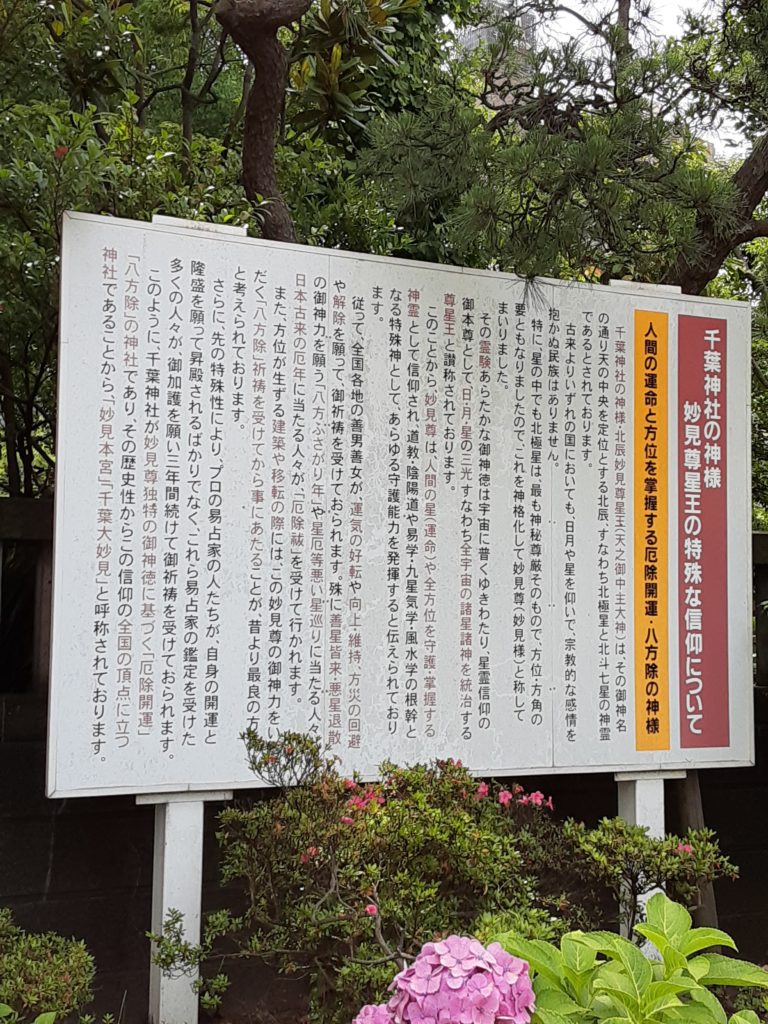 千葉神社の神様
妙見尊星王の特殊な信仰について
人間の運命と方位を掌握する厄除開運・八方除の神様
千葉神社の神様・北辰妙見尊星王(天之御中主大神)は、その御神名
の通り天の中央を定位とする北辰、すなわち北極星と北斗七星の神霊
であるとされております。
古来よりいずれの国においても、日月や星を仰いで、宗教的な感情を
抱かぬ民族はありません。
特に、星の中でも北極星は、最も神秘尊厳そのもので、方位・方角の
要ともなりましたので、これを神格化して妙見尊(妙見様)と称して
まいりました。
その霊験あらたかな御神徳は宇宙に普くゆきわたり、星霊信仰の
御本尊として、日・月・星の三光、すなわち全宇宙の諸星諸神を統治する
尊星王と讃称されております。
このことから、妙見尊は、人間の星(運命)や全方位を守護掌握する
神霊として信仰され、道教、陰陽道や易学・九星気学・風水学の根幹と
なる特殊神として、あらゆる守護能力を発揮すると伝えられており
ます。
従って、全国各地の善男善女が、運気の好転や向上・維持、方災の回避
や解除を願って、御祈祷を受けておられます。殊に善星皆来・悪星退散
の御神力を願う「八方ふさがり年」や星厄等悪い星巡りに当たる人々
日本古来の厄年に当たる人々が「厄除祓」を受けて行かれます。
また、方位が生ずる建築や移転の際には、この妙見尊の御神力をい
だく「八方除」祈祷を受けてから事にあたることが、昔より最良の方
と考えられております。
さらに、先の特殊性により、プロの易占家の人たちが、自身の開運と
隆盛を願って昇殿されるばかりでなく、これら易占家の鑑定を受けた
多くの人々が、御加護を願い三年間続けて御祈祷を受けておられます。
このように、千葉神社が妙見尊独特の御神徳に基づく「厄除開運」
「八方除」の神社であり、その歴史性からこの信仰の全国の頂点に立つ
神社であることから、「妙見本宮」「千葉大妙見」と呼称されております。